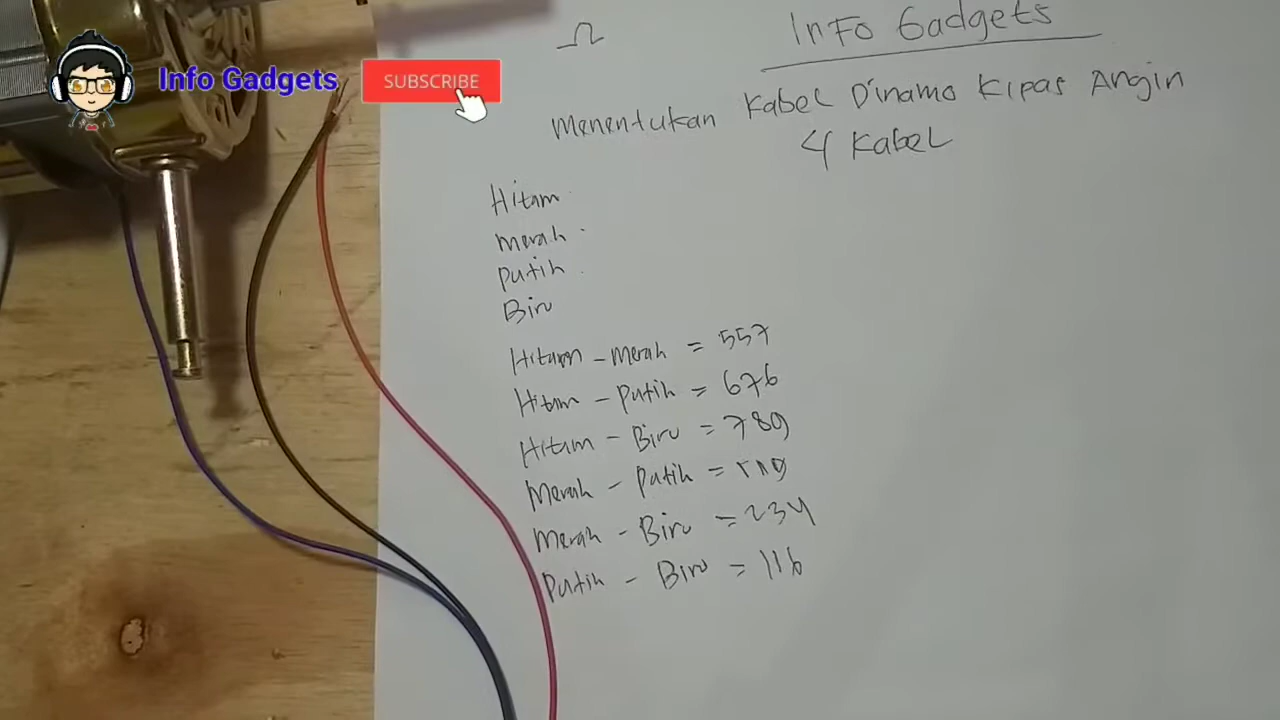 Info Gadgets
SUBSCRIBE
Ω
InFo Gadgets
Menentukan Kabel Dinamo Kipas Angin
4 Kabel
Hitam
Merah
Putih
Biru
Hitam - Merah = 557
Hitam - Putih = 676
Hitam - Biru = 789
Merah - Putih =
Merah - Biru = 234
Putih - Biru = 116